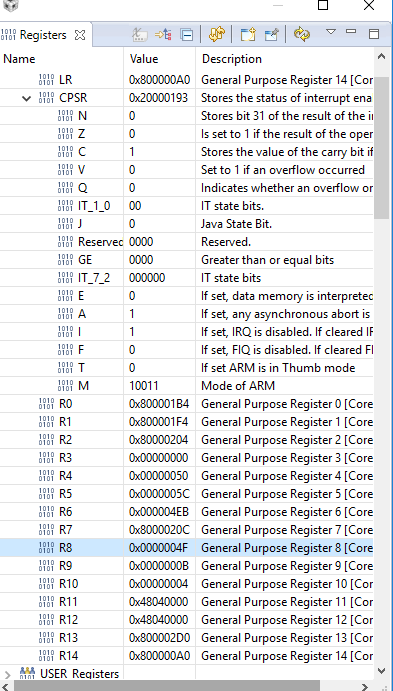 Registers
Name Value Description
LR 0x800000A0 General Purpose Register 14 [Core
CPSR 0x20000193 Stores the status of interrupt ena
N 0 Stores bit 31 of the result of the in
Z 0 Is set to 1 if the result of the oper
C 1 Stores the value of the carry bit if
V 0 Set to 1 if an overflow occurred
Q 0 Indicates whether an overflow or
IT_1_0 00 IT state bits.
J 0 Java State Bit.
Reserved 0000 Reserved.
GE 0000 Greater than or equal bits
IT_7_2 000000 IT state bits
E 0 If set, data memory is interpreted
A 1 If set, any asynchronous abort is
I 1 If set, IRQ is disabled. If cleared IF
F 0 If set, FIQ is disabled. If cleared FI
T 0 If set ARM is in Thumb mode
M 10011 Mode of ARM
R0 0x800001B4 General Purpose Register 0 [Core
R1 0x800001F4 General Purpose Register 1 [Core
R2 0x80000204 General Purpose Register 2 [Core
R3 0x00000000 General Purpose Register 3 [Core
R4 0x00000050 General Purpose Register 4 [Core
R5 0x0000005C General Purpose Register 5 [Core
R6 0x000004EB General Purpose Register 6 [Core
R7 0x8000020C General Purpose Register 7 [Core
R8 0x0000004F General Purpose Register 8 [Core
R9 0x0000000B General Purpose Register 9 [Core
R10 0x00000004 General Purpose Register 10 [Core
R11 0x48040000 General Purpose Register 11 [Core
R12 0x48040000 General Purpose Register 12 [Core
R13 0x800002D0 General Purpose Register 13 [Core
R14 0x800000A0 General Purpose Register 14 [Core
USER Registers